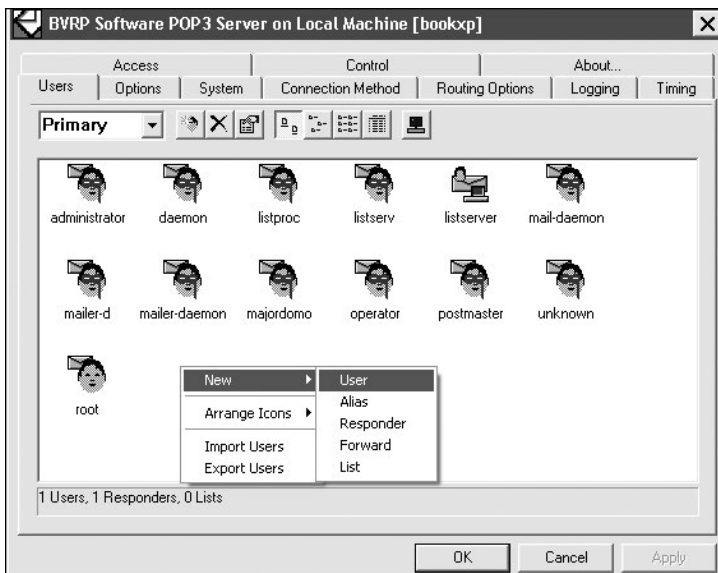 BVRP Software POP3 Server on Local Machine [bookxp]
Access Control About...
Users Options System Connection Method Routing Options Logging Timing
Primary
administrator daemon listproc listserv listserver mail-daemon
mailer-d mailer-daemon majordomo operator postmaster unknown
root
New
Arrange Icons
Import Users
Export Users
User
Alias
Responder
Forward
List
1 Users, 1 Responders, 0 Lists
OK Cancel Apply